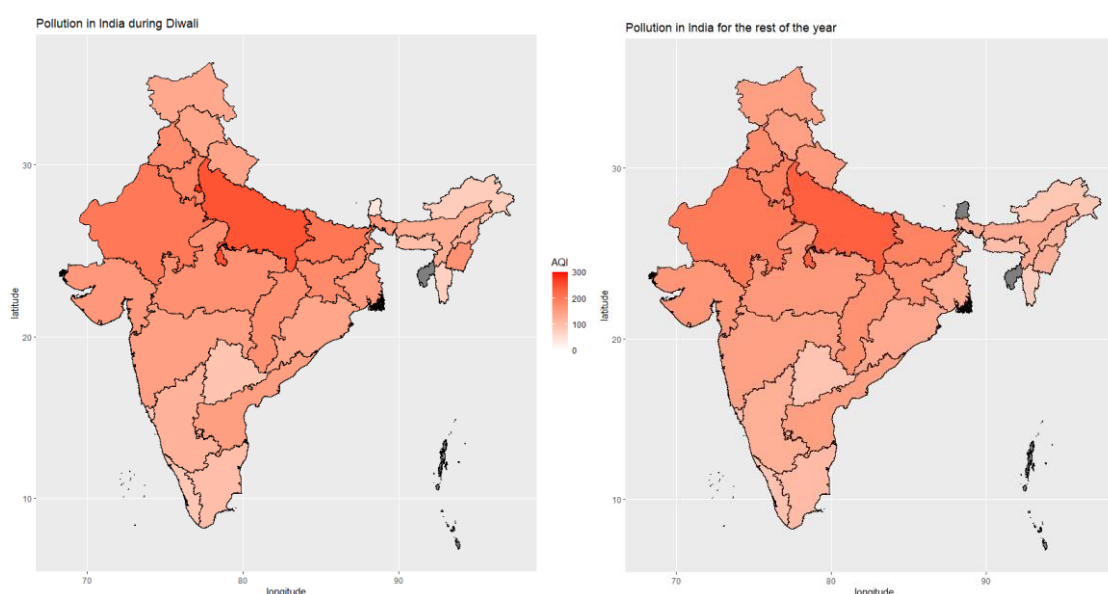 Pollution in India during Diwali
30
20
10
latitude
70
80
90
longitude
AQI
300
200
100
0
Pollution in India for the rest of the year
30
20
10
latitude
70
80
90
longitude